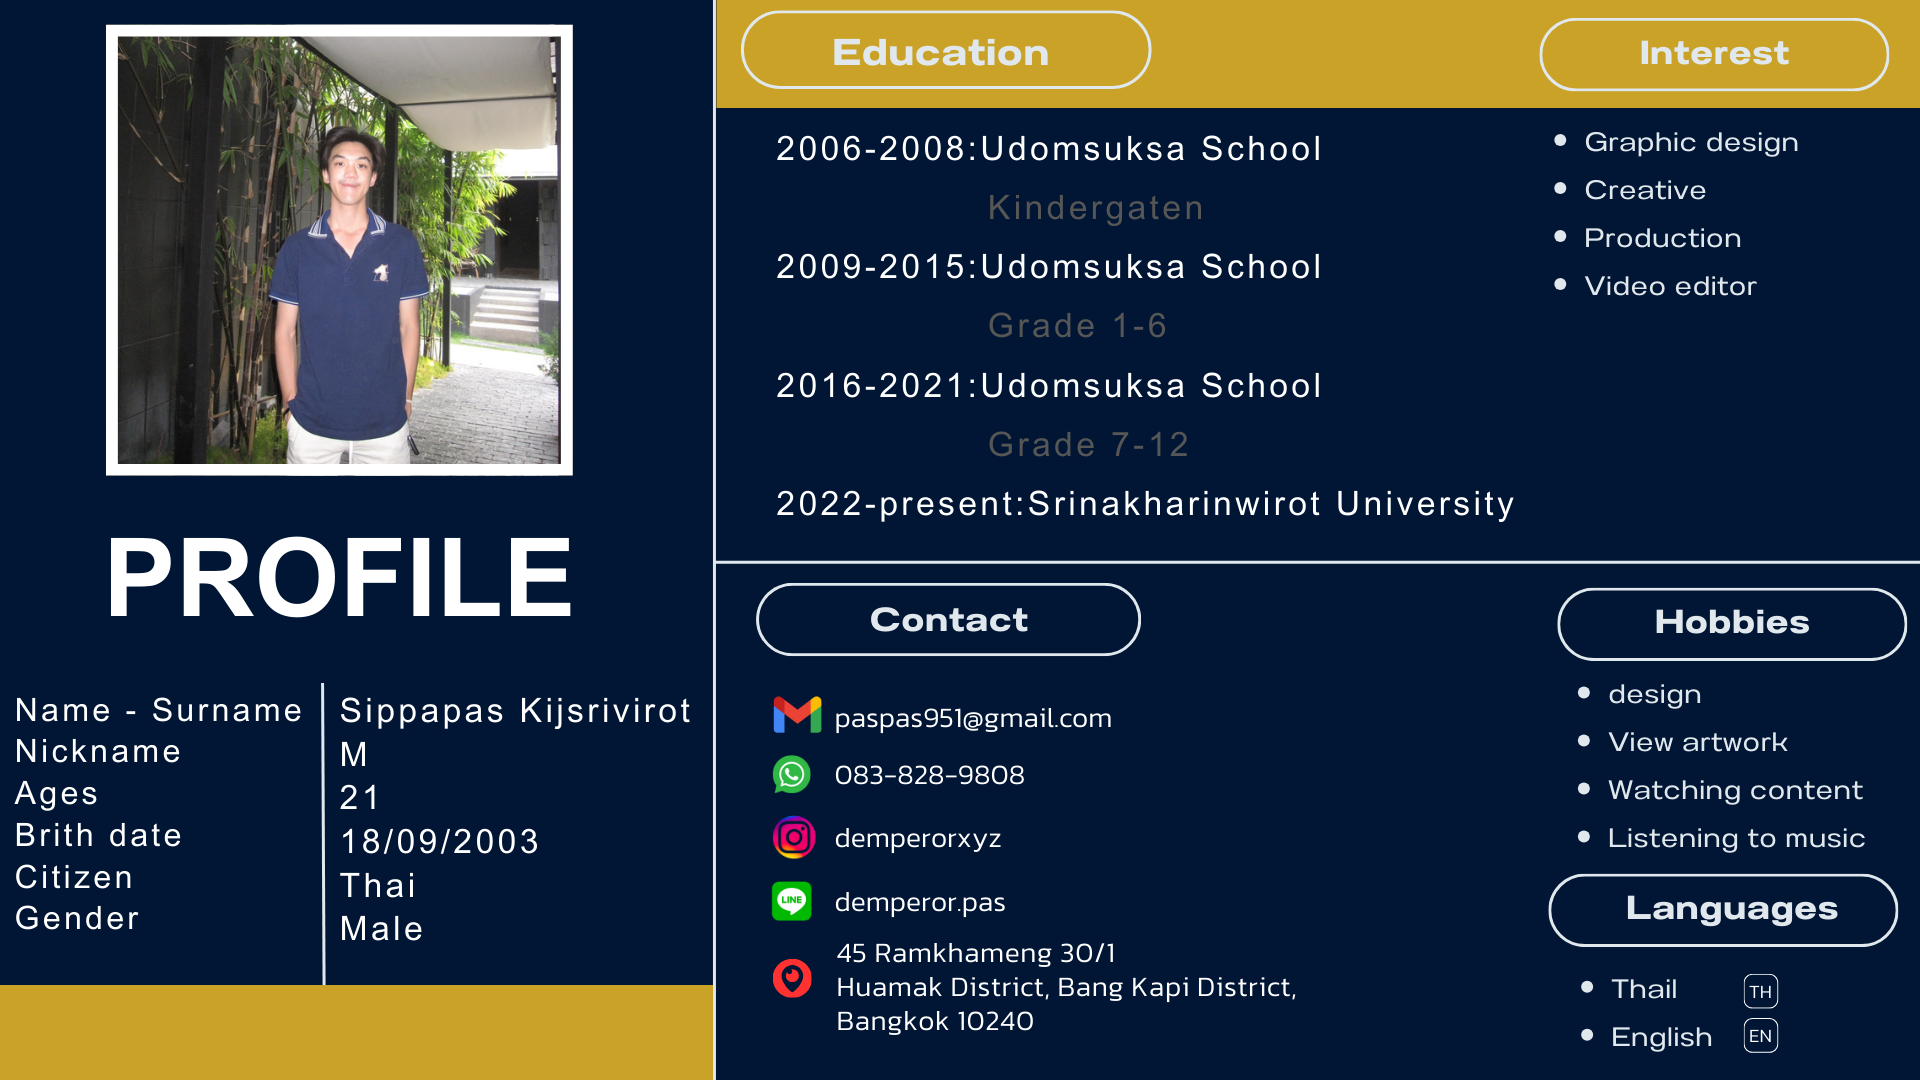 PROFILE
Name - Surname
Nickname
Ages
Brith date
Citizen
Gender
Sippapas Kijsrivirot
M
21
18/09/2003
Thai
Male
Education
2006-2008:Udomsuksa School
Kindergaten
2009-2015:Udomsuksa School
Grade 1-6
2016-2021:Udomsuksa School
Grade 7-12
2022-present:Srinakharinwirot University
Interest
Graphic design
Creative
Production
Video editor
Contact
paspas951@gmail.com
083-828-9808
demperorxyz
LINE
demperor.pas
45 Ramkhameng 30/1
Huamak District, Bang Kapi District,
Bangkok 10240
Hobbies
design
View artwork
Watching content
Listening to music
Languages
Thail TH
English EN